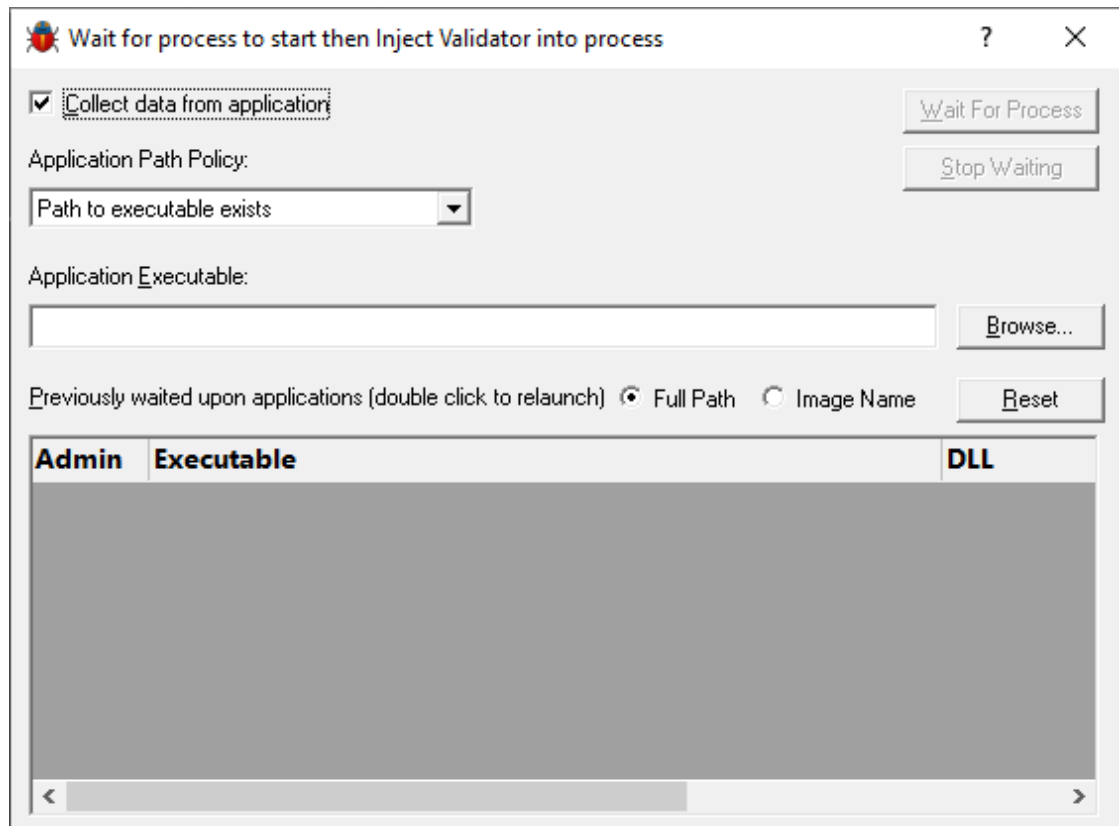 Wait for process to start then Inject Validator into process
Collect data from application
Wait For Process
Application Path Policy:
Stop Waiting
Path to executable exists
Application Executable:
Browse...
Previously waited upon applications (double click to relaunch) Full Path Image Name Reset
Admin Executable DLL